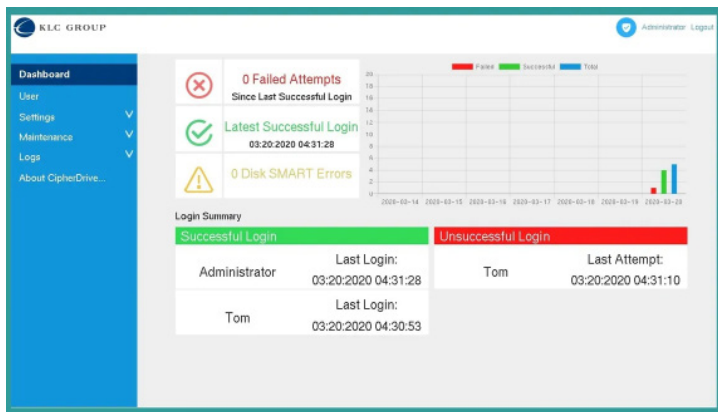 KLC GROUP
Administrator Logout
Dashboard
User
Settings
Maintenance
Logs
About CipherDrive...
0 Failed Attempts
Since Last Successful Login
Latest Successful Login
03:20:2020 04:31:28
0 Disk SMART Errors
Failed Successful Total
20
18
16
14
12
10
8
6
4
2
0
2020-03-14 2020-03-15 2020-03-16 2020-03-17 2020-03-18 2020-03-19 2020-03-20
Login Summary
Successful Login
Administrator
Last Login:
03:20:2020 04:31:28
Tom
Last Login:
03:20:2020 04:30:53
Unsuccessful Login
Tom
Last Attempt:
03:20:2020 04:31:10